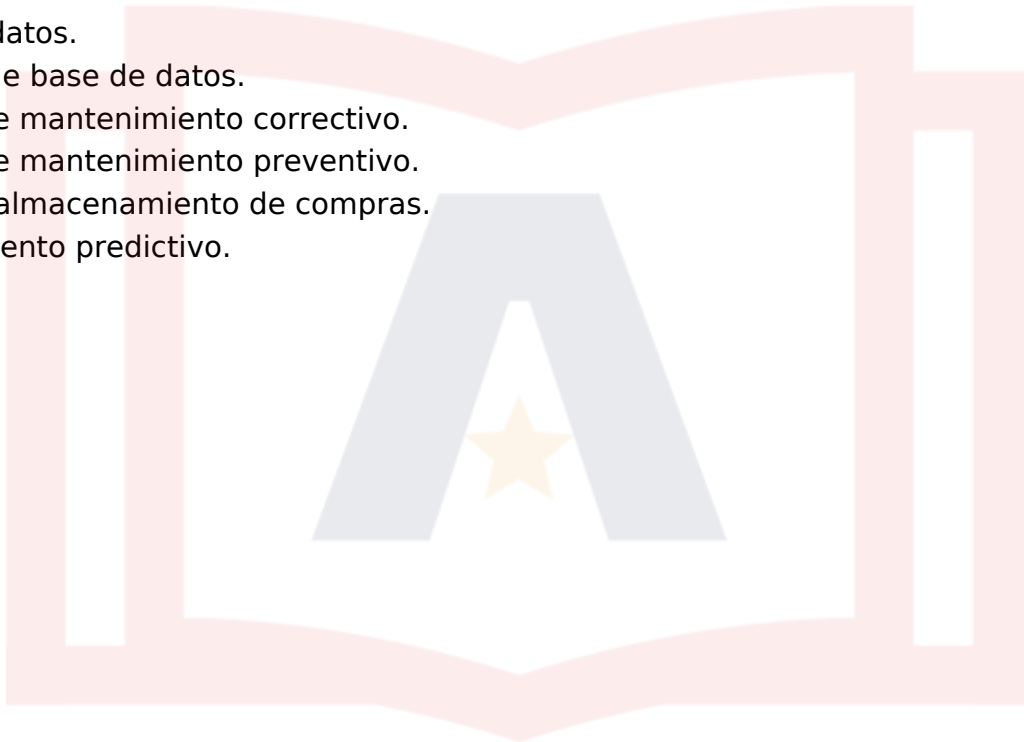 datos.
e base de datos.
e mantenimiento correctivo.
e mantenimiento preventivo.
almacenamiento de compras.
ento predictivo.